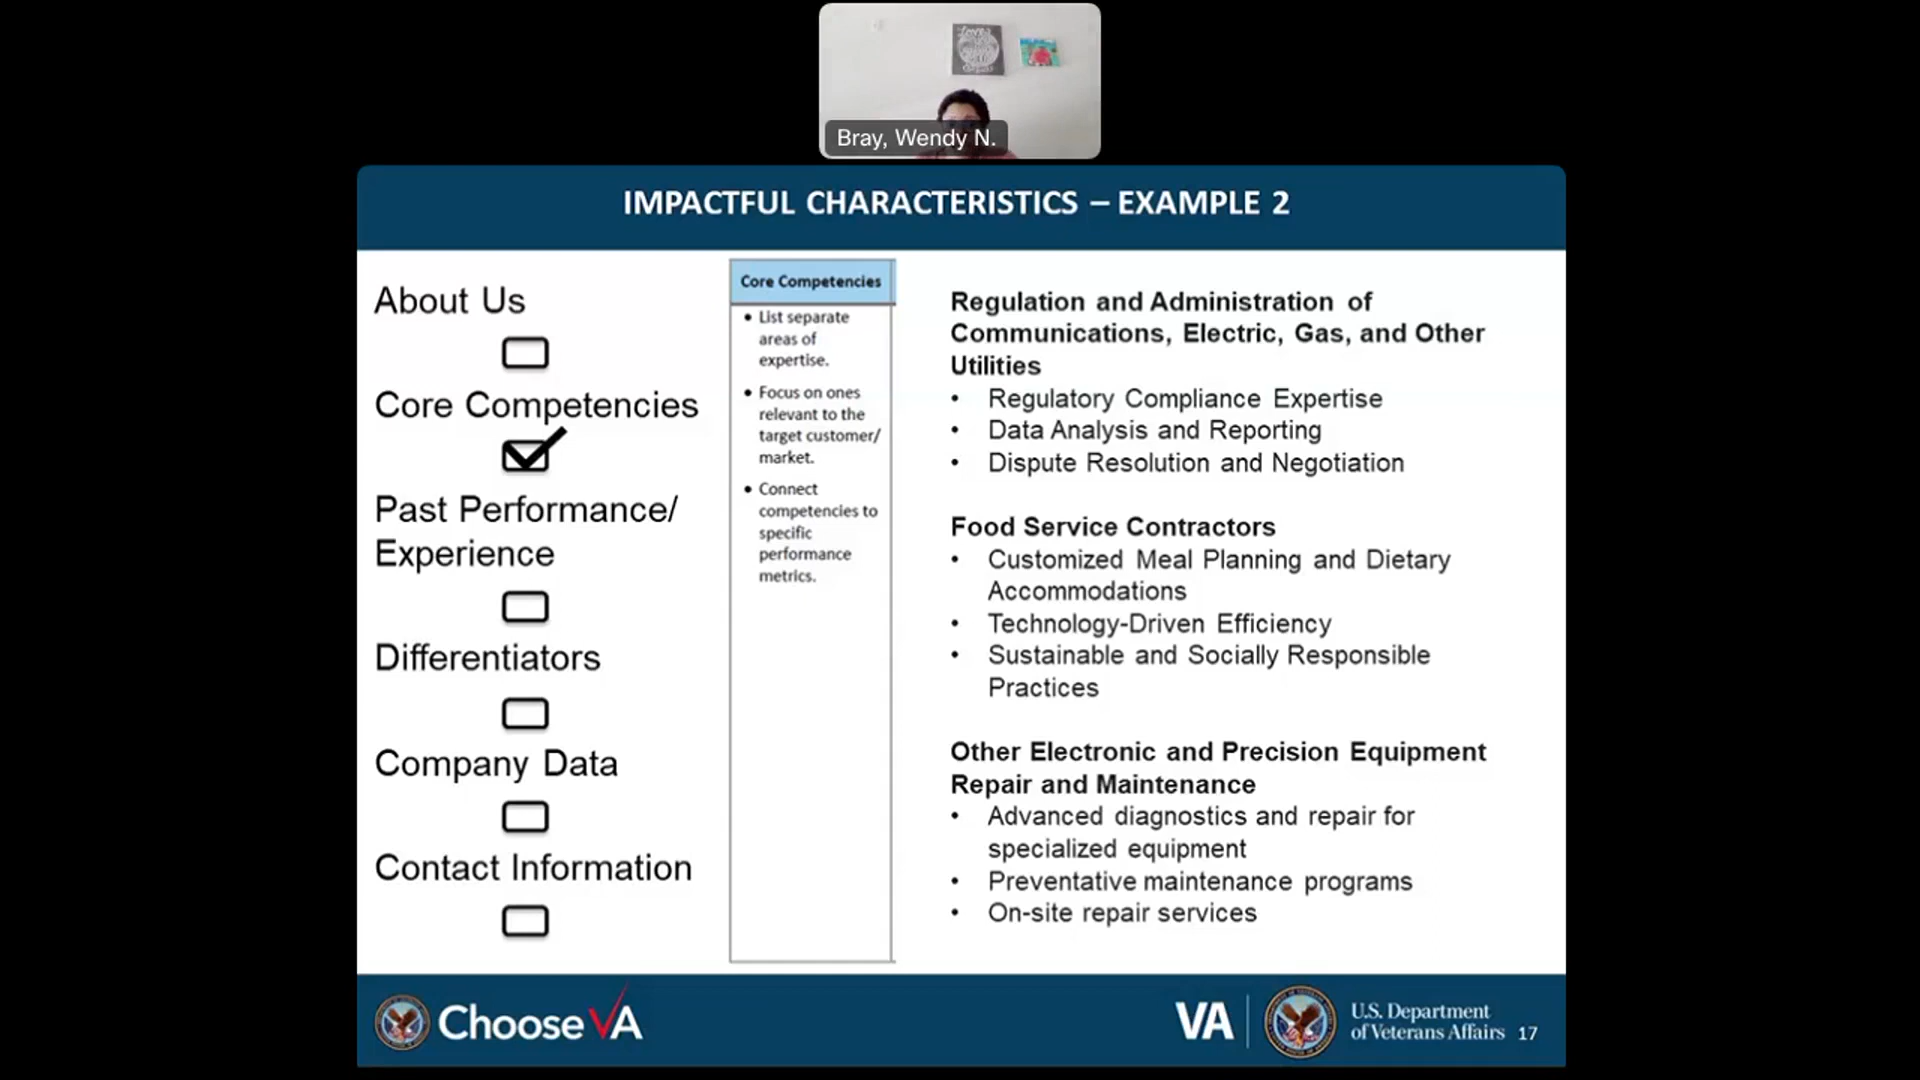 Love
Bray, Wendy N.
IMPACTFUL CHARACTERISTICS – EXAMPLE 2
About Us
Core Competencies
Past Performance/
Experience
Differentiators
Company Data
Contact Information
Core Competencies
• List separate
areas of
expertise.
• Focus on ones
relevant to the
target customer/
market.
• Connect
competencies to
specific
performance
metrics.
Regulation and Administration of
Communications, Electric, Gas, and Other
Utilities
• Regulatory Compliance Expertise
• Data Analysis and Reporting
• Dispute Resolution and Negotiation
Food Service Contractors
• Customized Meal Planning and Dietary
Accommodations
• Technology-Driven Efficiency
• Sustainable and Socially Responsible
Practices
Other Electronic and Precision Equipment
Repair and Maintenance
• Advanced diagnostics and repair for
specialized equipment
• Preventative maintenance programs
• On-site repair services
Choose VA
VA
U.S. Department
of Veterans Affairs
17